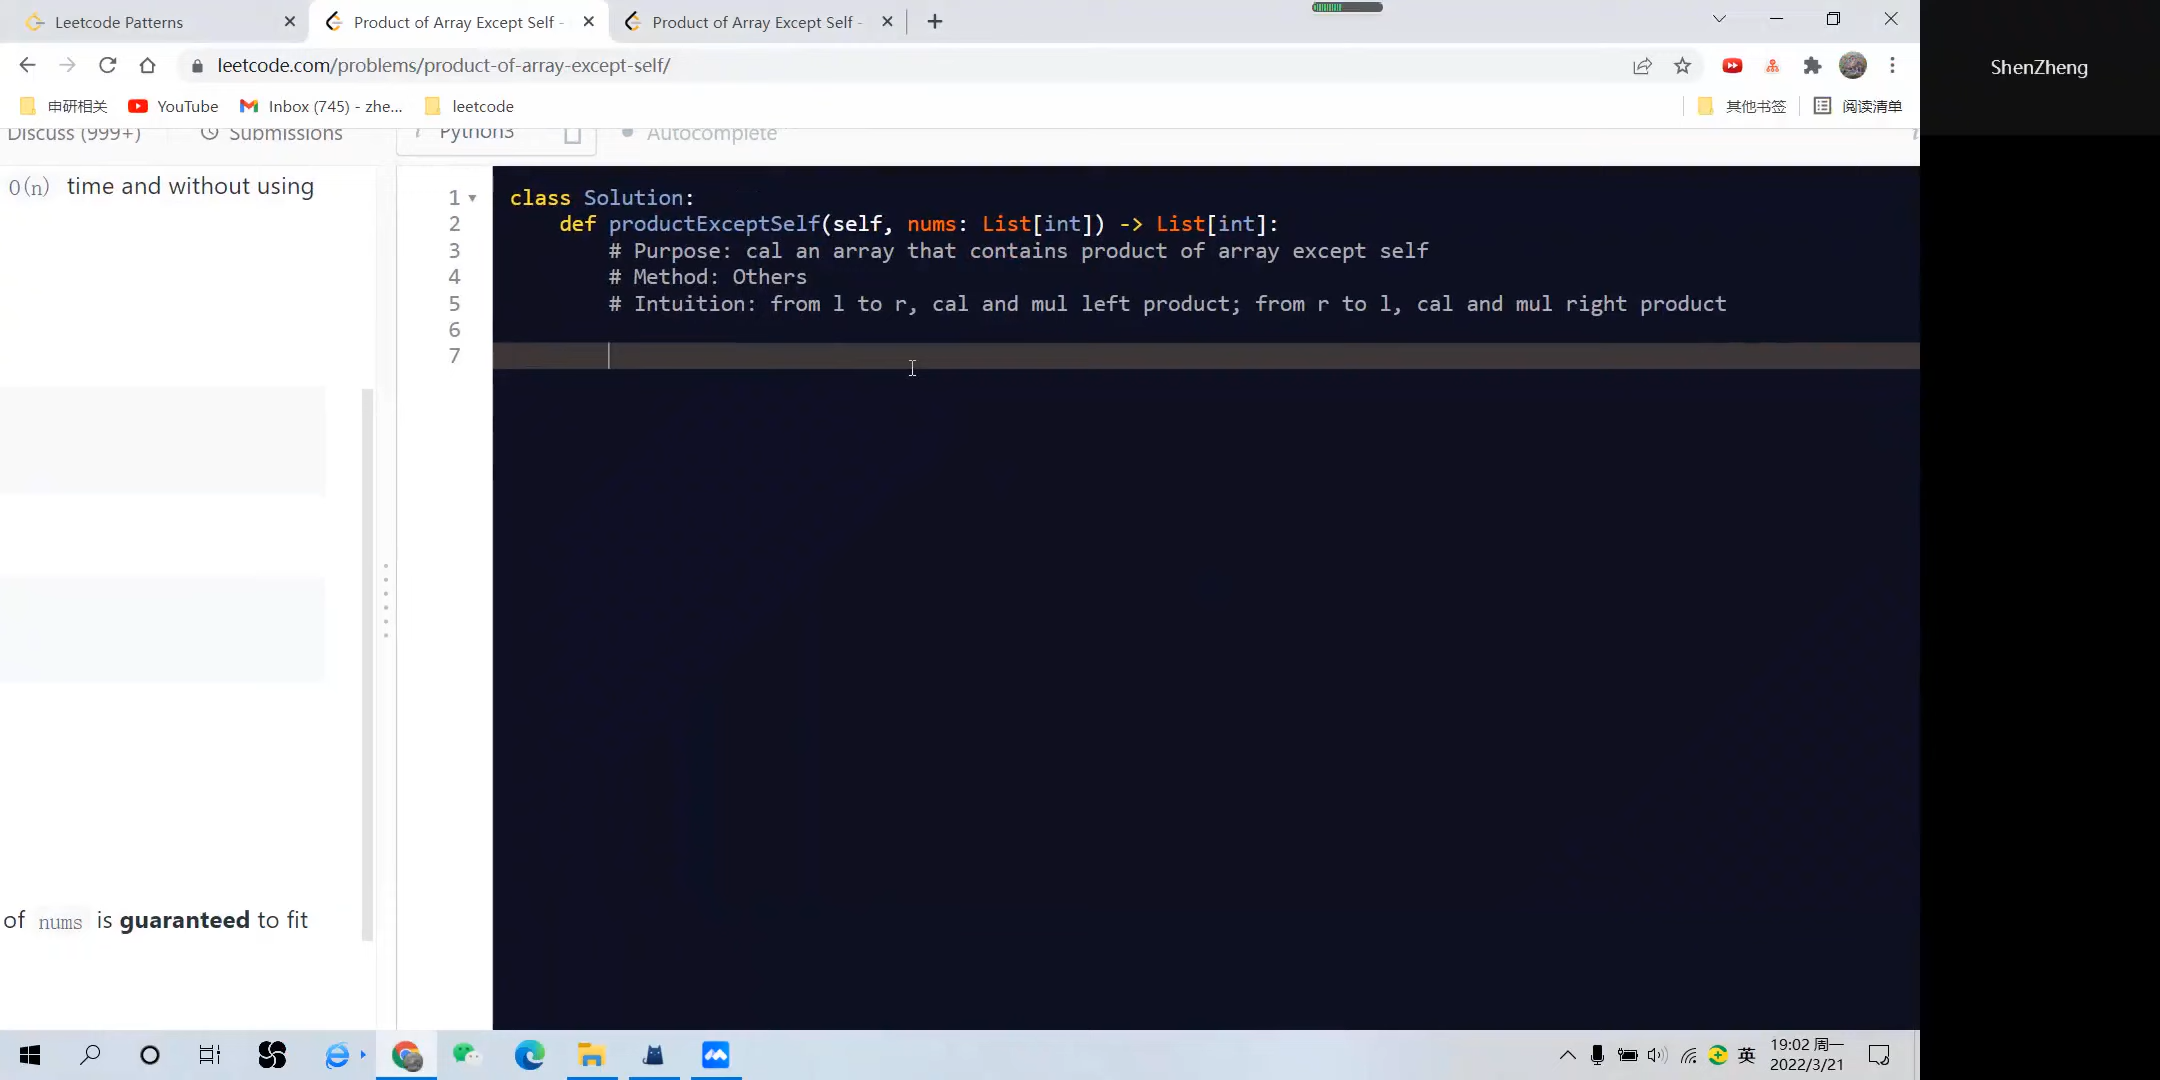 Leetcode Patterns
Product of Array Except Self -
Product of Array Except Self -
leetcode.com/problems/product-of-array-except-self/
申研相关
YouTube
Inbox (745) - zhe...
leetcode
其他书签
阅读清单
ShenZheng
Discuss (999+)
Submissions
Python3
Autocomplete
O(n) time and without using
of nums is guaranteed to fit
1 class Solution:
2 def productExceptSelf(self, nums: List[int]) -> List[int]:
3 # Purpose: cal an array that contains product of array except self
4 # Method: Others
5 # Intuition: from l to r, cal and mul left product; from r to l, cal and mul right product
6
7
英
19:02 周一
2022/3/21